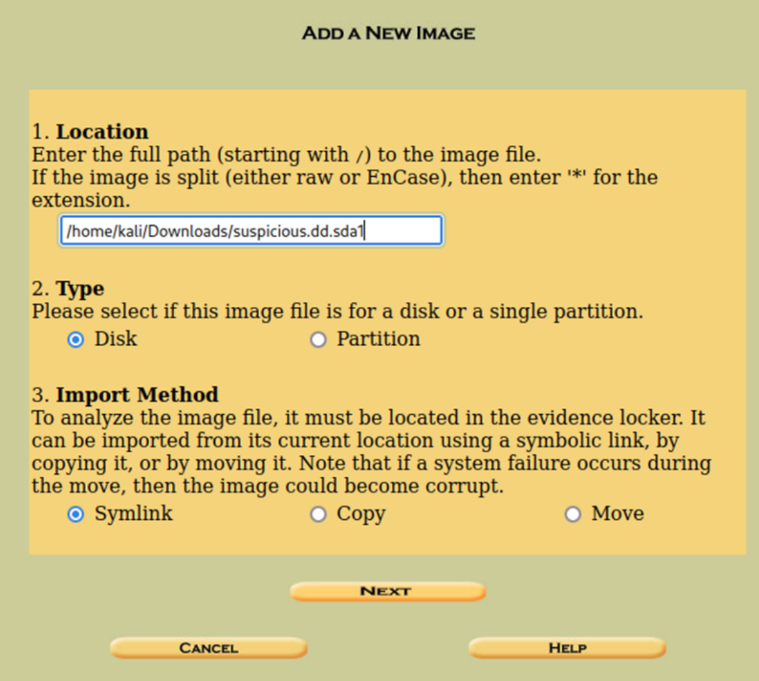 ADD A NEW IMAGE
1. Location
Enter the full path (starting with /) to the image file.
If the image is split (either raw or EnCase), then enter '*' for the
extension.
/home/kali/Downloads/suspicious.dd.sda1
2. Type
Please select if this image file is for a disk or a single partition.
Disk Partition
3. Import Method
To analyze the image file, it must be located in the evidence locker. It
can be imported from its current location using a symbolic link, by
copying it, or by moving it. Note that if a system failure occurs during
the move, then the image could become corrupt.
Symlink Copy Move
NEXT
CANCEL HELP